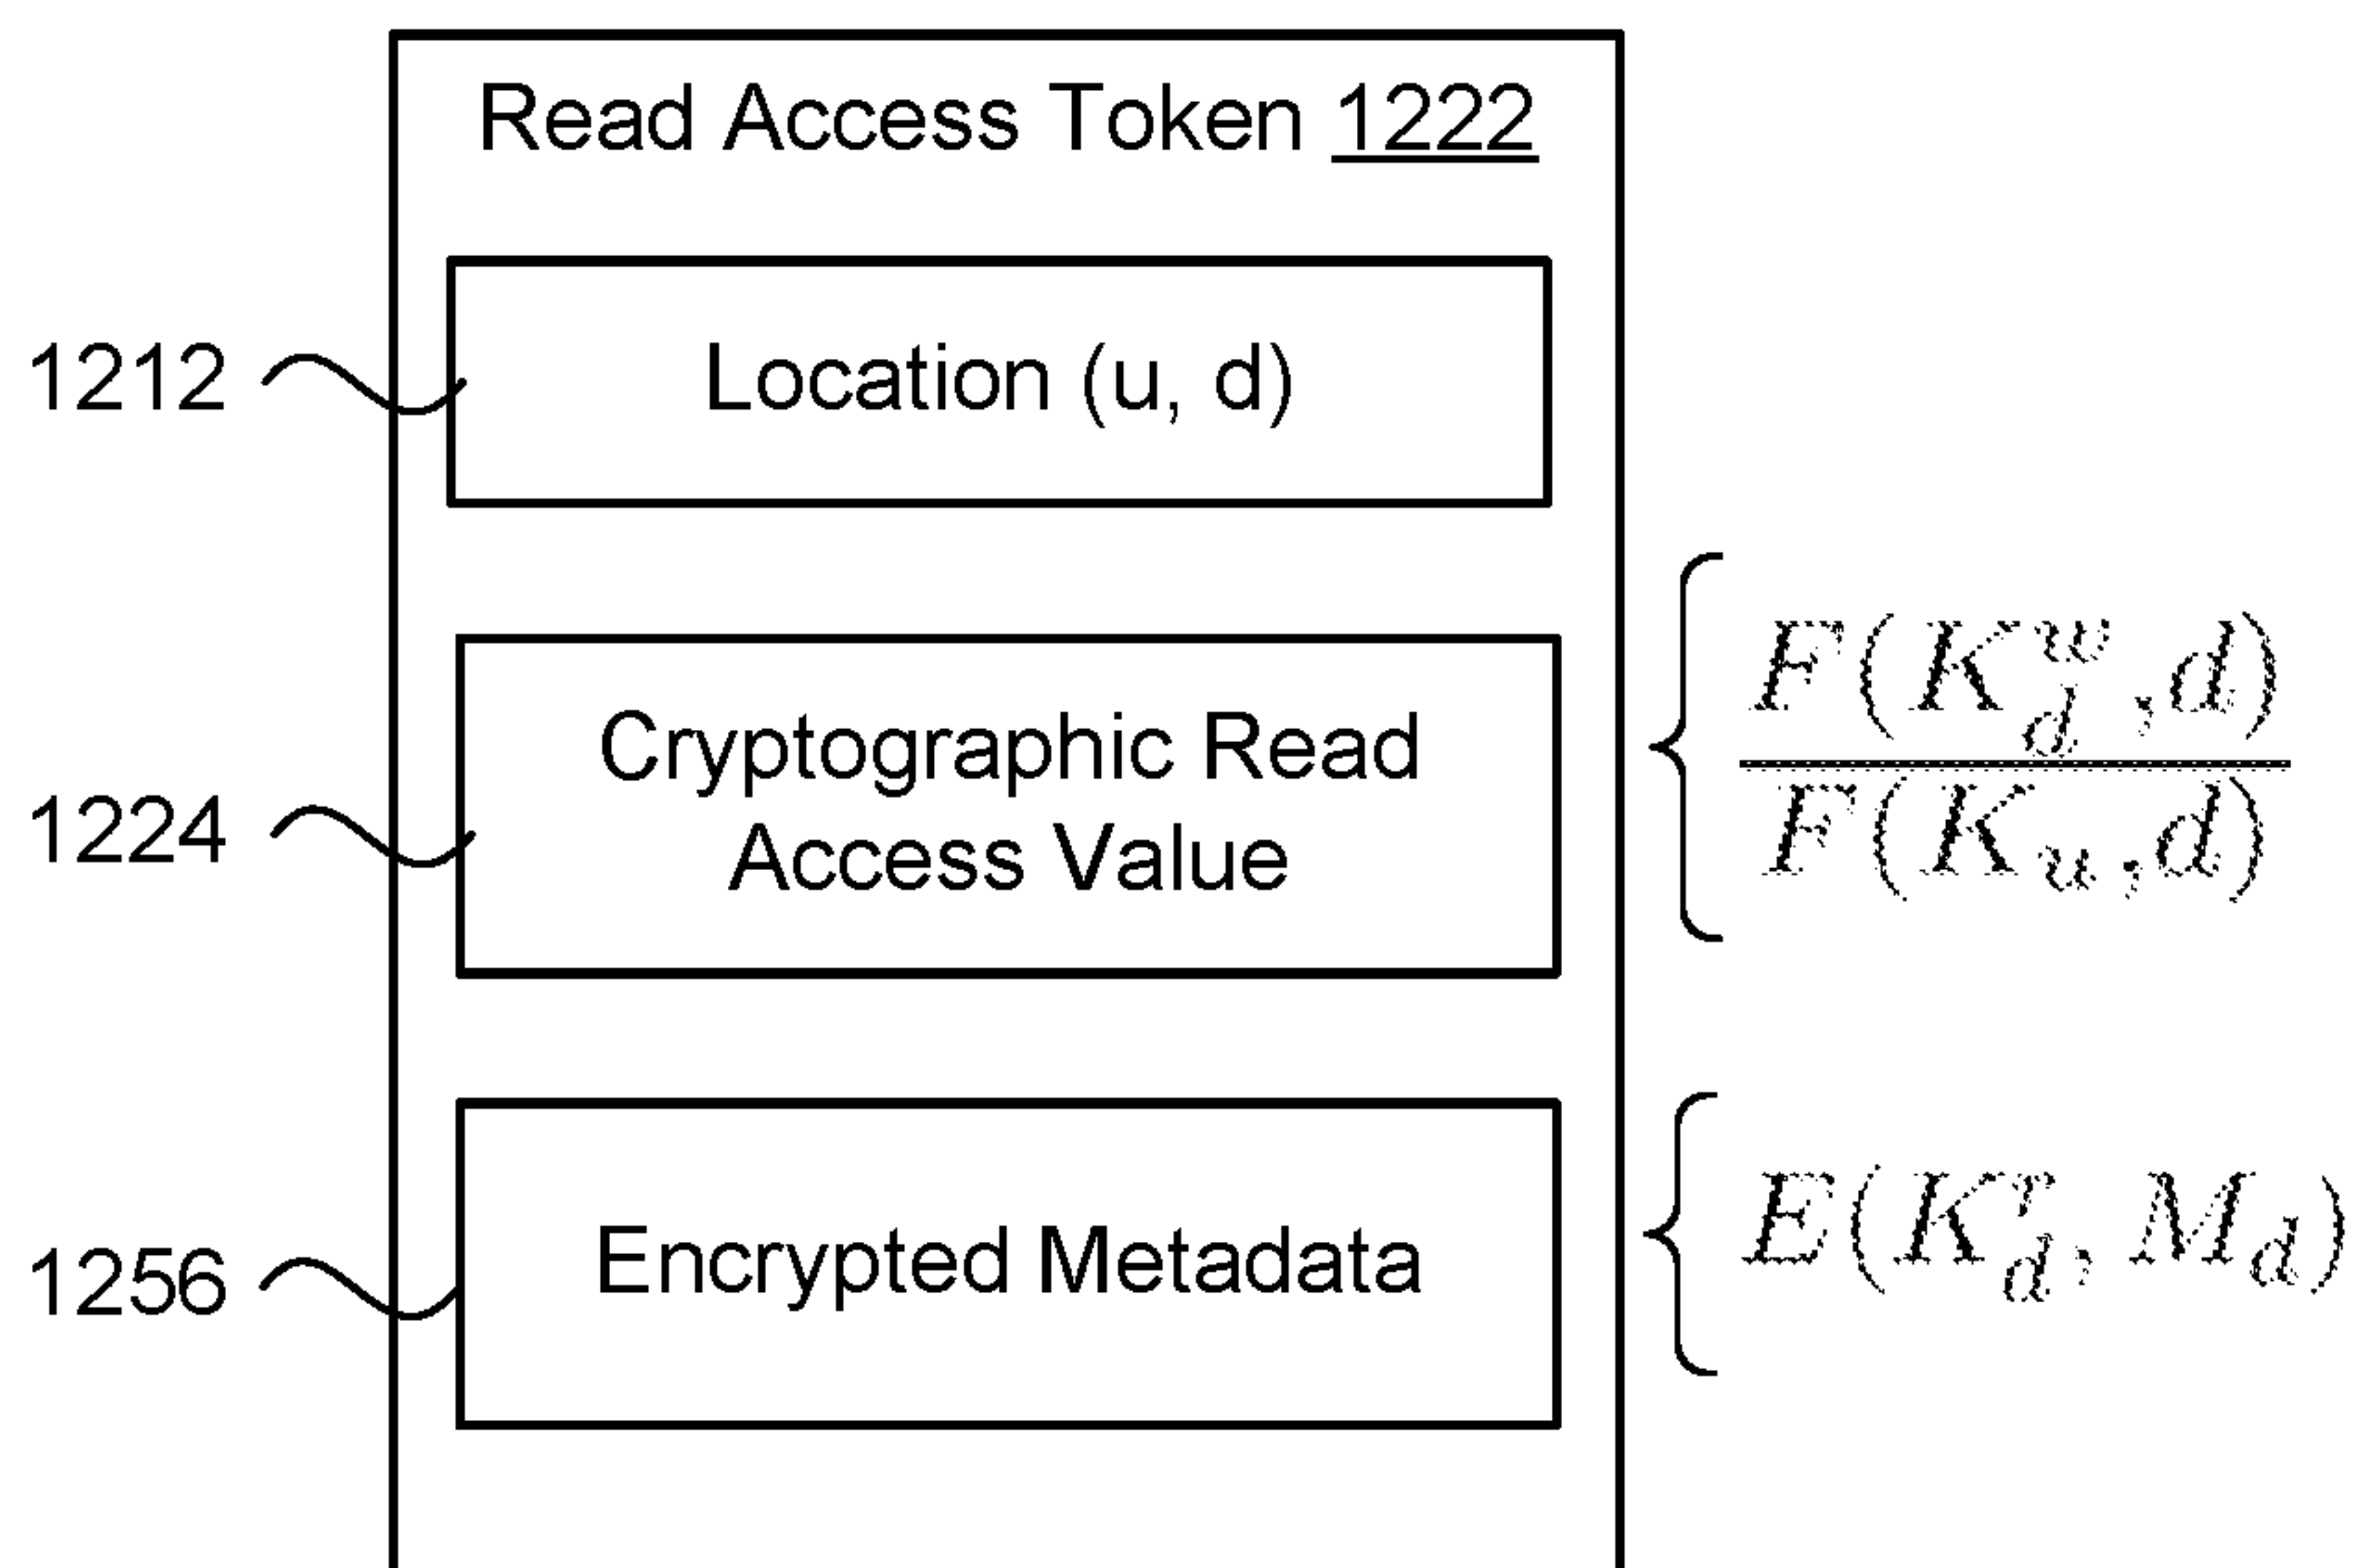 Read Access Token 1222
1212
Location (u, d)
1224
Cryptographic Read
Access Value
F(K_d^w, d)
F(K_u, d)
1256
Encrypted Metadata
E(K_d^r, M_d)